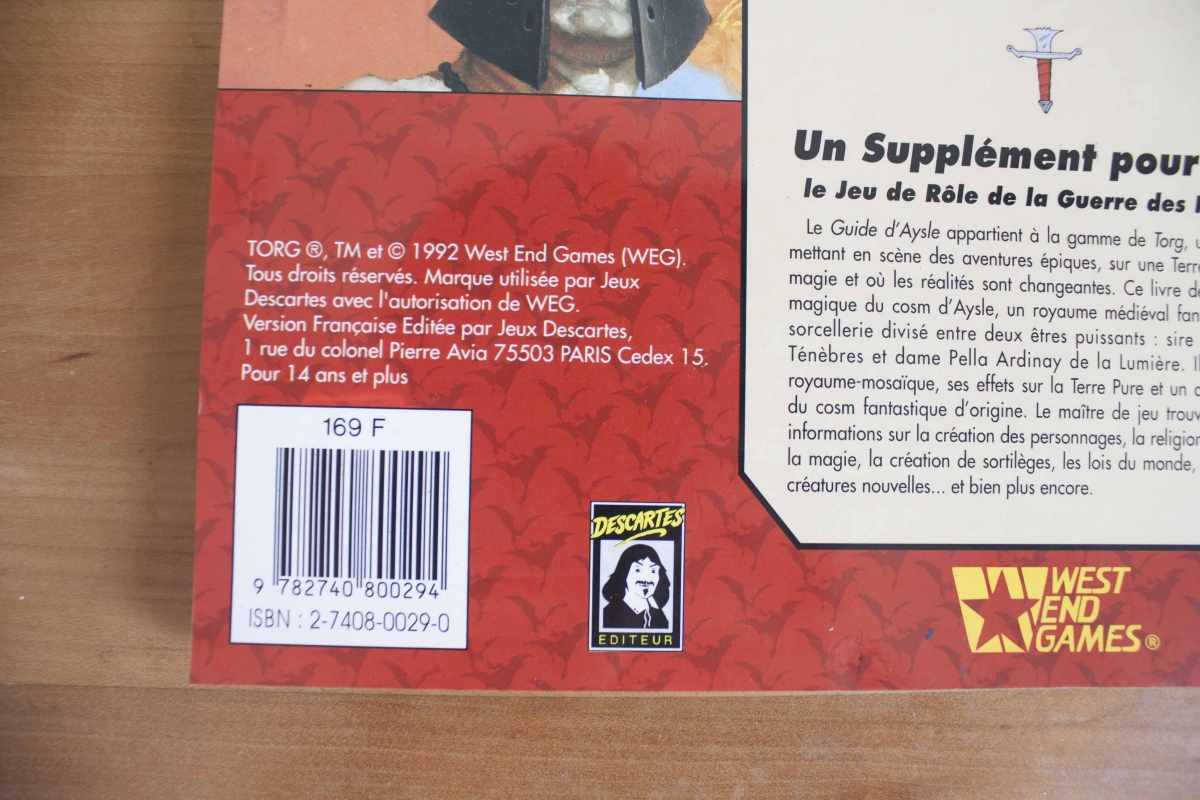 TORG ®, TM et © 1992 West End Games (WEG).
Tous droits réservés. Marque utilisée par Jeux
Descartes avec l'autorisation de WEG.
Version Française Editée par Jeux Descartes,
1 rue du colonel Pierre Avia 75503 PARIS Cedex 15.
Pour 14 ans et plus
169 F
9 782740 800294
ISBN : 2-7408-0029-0
DESCARTES
EDITEUR
Un Supplément pour
le Jeu de Rôle de la Guerre des
Le Guide d'Aysle appartient à la gamme de Torg,
mettant en scène des aventures épiques, sur une Terre
magie et où les réalités sont changeantes. Ce livre
magique du cosm d'Aysle, un royaume médiéval
sorcellerie divisé entre deux êtres puissants : sire
Ténèbres et dame Pella Ardinay de la Lumière.
royaume-mosaïque, ses effets sur la Terre Pure et un
du cosm fantastique d'origine. Le maître de jeu
informations sur la création des personnages, la religion
la magie, la création de sortilèges, les lois du monde,
créatures nouvelles... et bien plus encore.
WEST
END
GAMES®